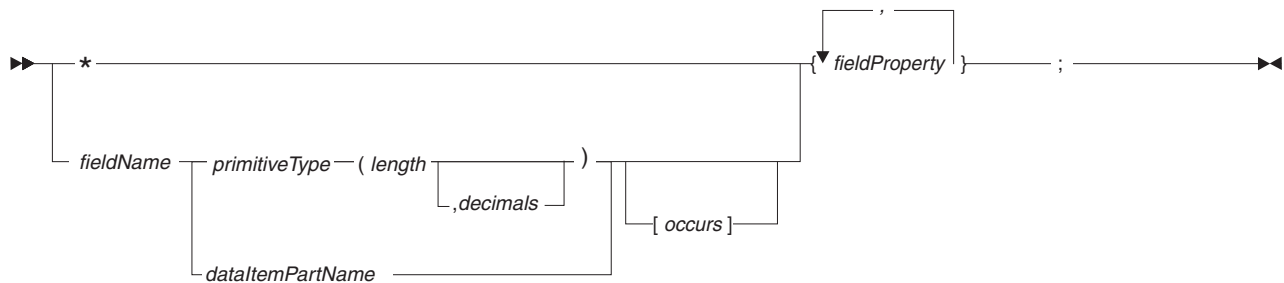 ,
* { fieldProperty } ;
fieldName primitiveType ( length )
,decimals
[ occurs ]
dataItemPartName